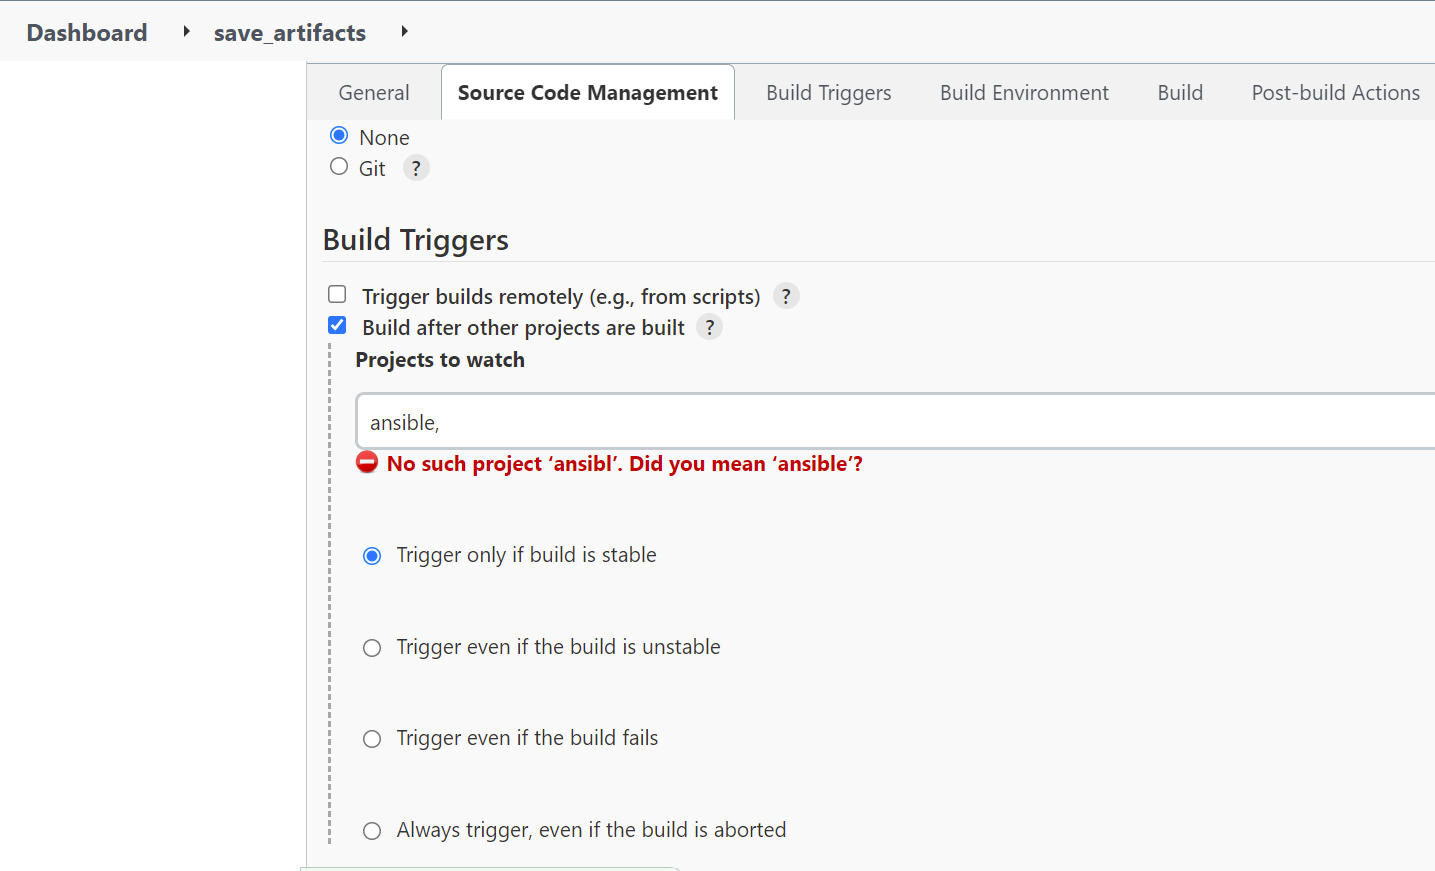 Dashboard save_artifacts
General Source Code Management Build Triggers Build Environment Build Post-build Actions
None
Git ?
Build Triggers
Trigger builds remotely (e.g., from scripts) ?
Build after other projects are built ?
Projects to watch
ansible,
No such project ‘ansibl’. Did you mean ‘ansible’?
Trigger only if build is stable
Trigger even if the build is unstable
Trigger even if the build fails
Always trigger, even if the build is aborted